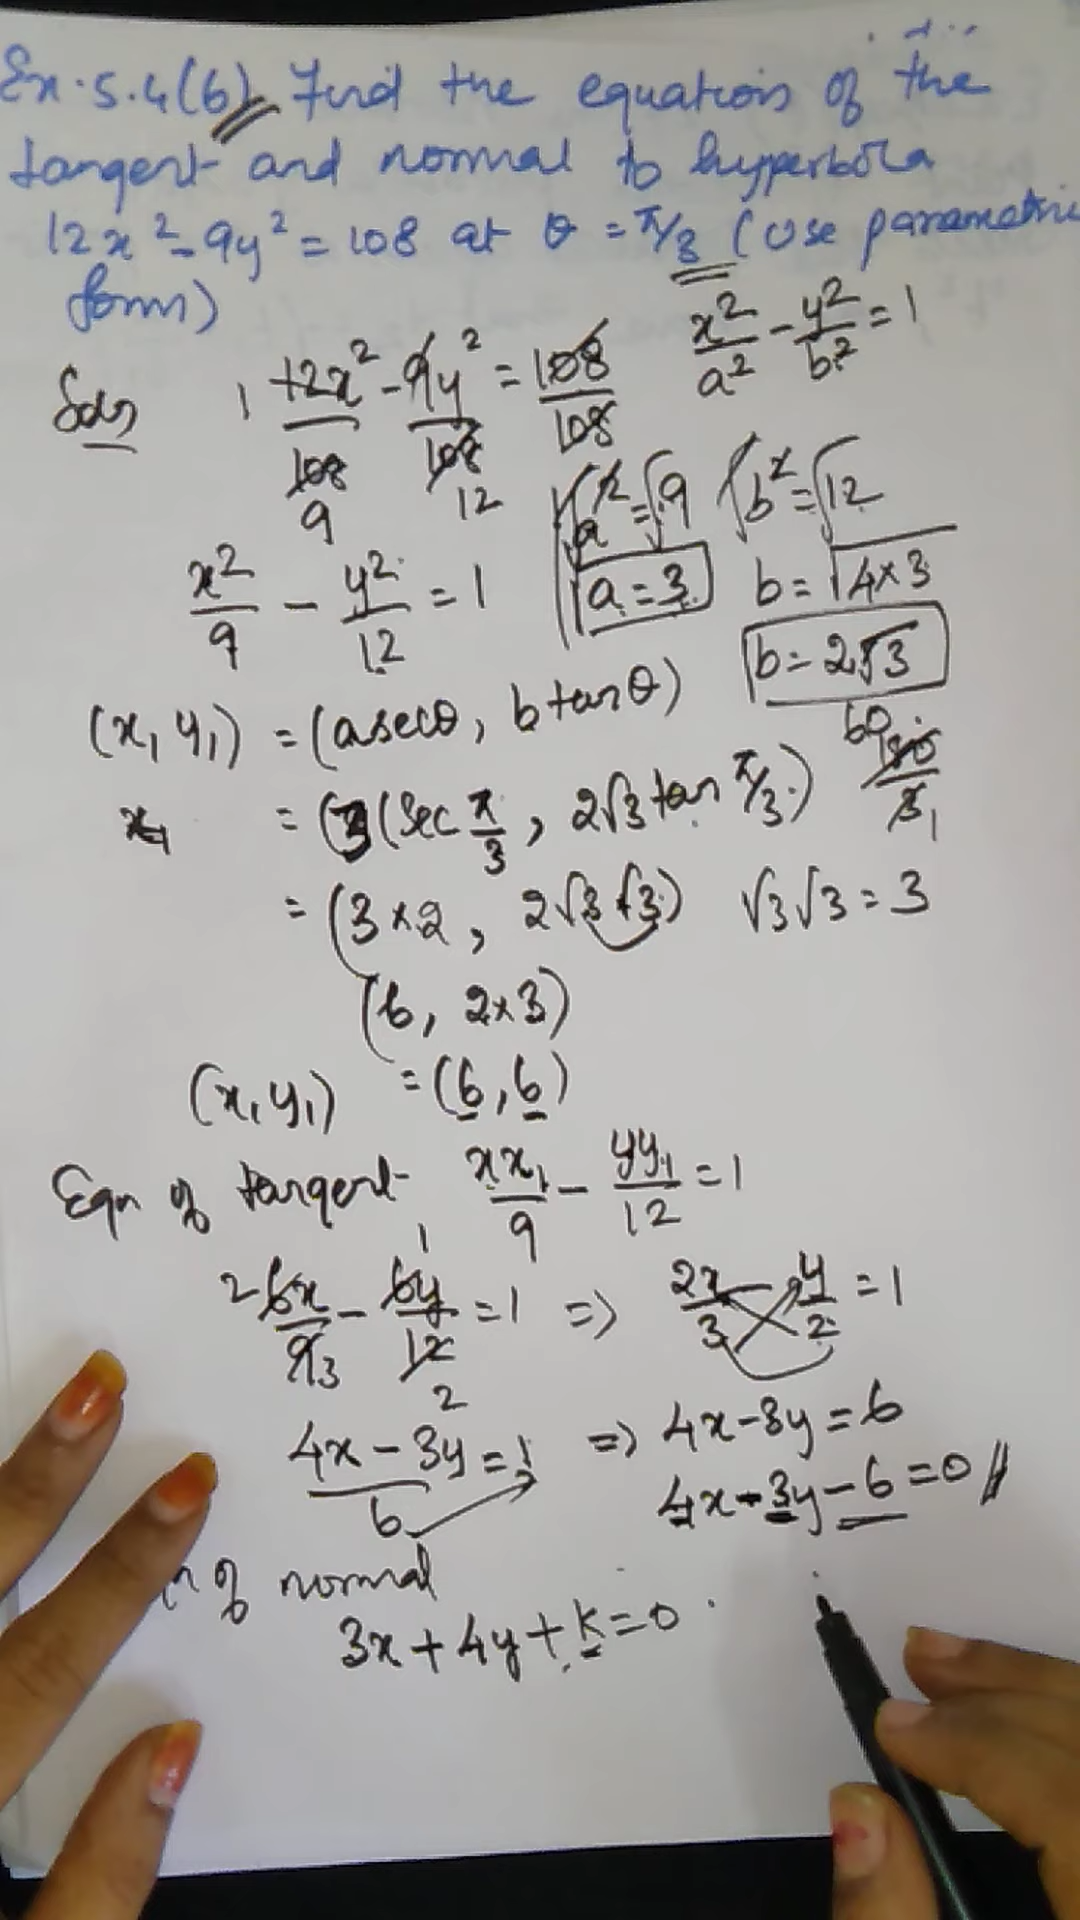 Ex.5.4(6) Find the equations of the
tangent and normal to hyperbola
12x² - 9y² = 108 at θ = π/3 (Use parametric
form)
Soln 12x²/108 - 9y²/108 = 108/108 x²/a² - y²/b² = 1
9 12 √a² = √9 √b² = √12
x²/9 - y²/12 = 1 a = 3 b = √4×3
b = 2√3
(x₁ y₁) = (a secθ, b tanθ)
x₁ = (3(sec π/3, 2√3 tan π/3) 60 180/3 1
= (3×2, 2√3 √3) √3√3 = 3
(6, 2×3)
(x₁ y₁) = (6, 6)
Eqn of tangent xx₁/9 - yy₁/12 = 1
2 6x/9 3 - 1 6y/12 2 = 1 ⇒ 2x/3 - y/2 = 1
4x - 3y/6 = 1 ⇒ 4x - 3y = 6
4x - 3y - 6 = 0 //
of normal
3x + 4y + k = 0